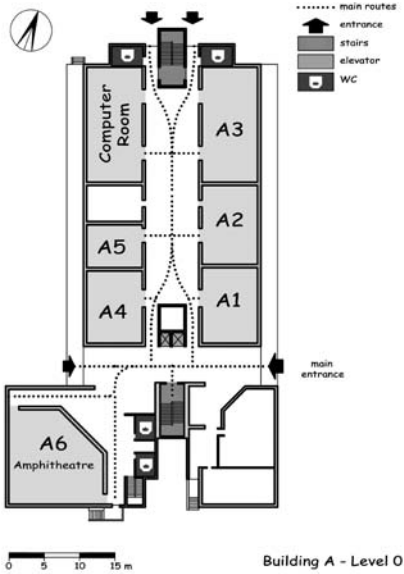 main routes
entrance
stairs
elevator
WC
Computer
Room
A3
A2
A5
A4
A1
main
entrance
A6
Amphitheatre
0 5 10 15 m
Building A - Level 0